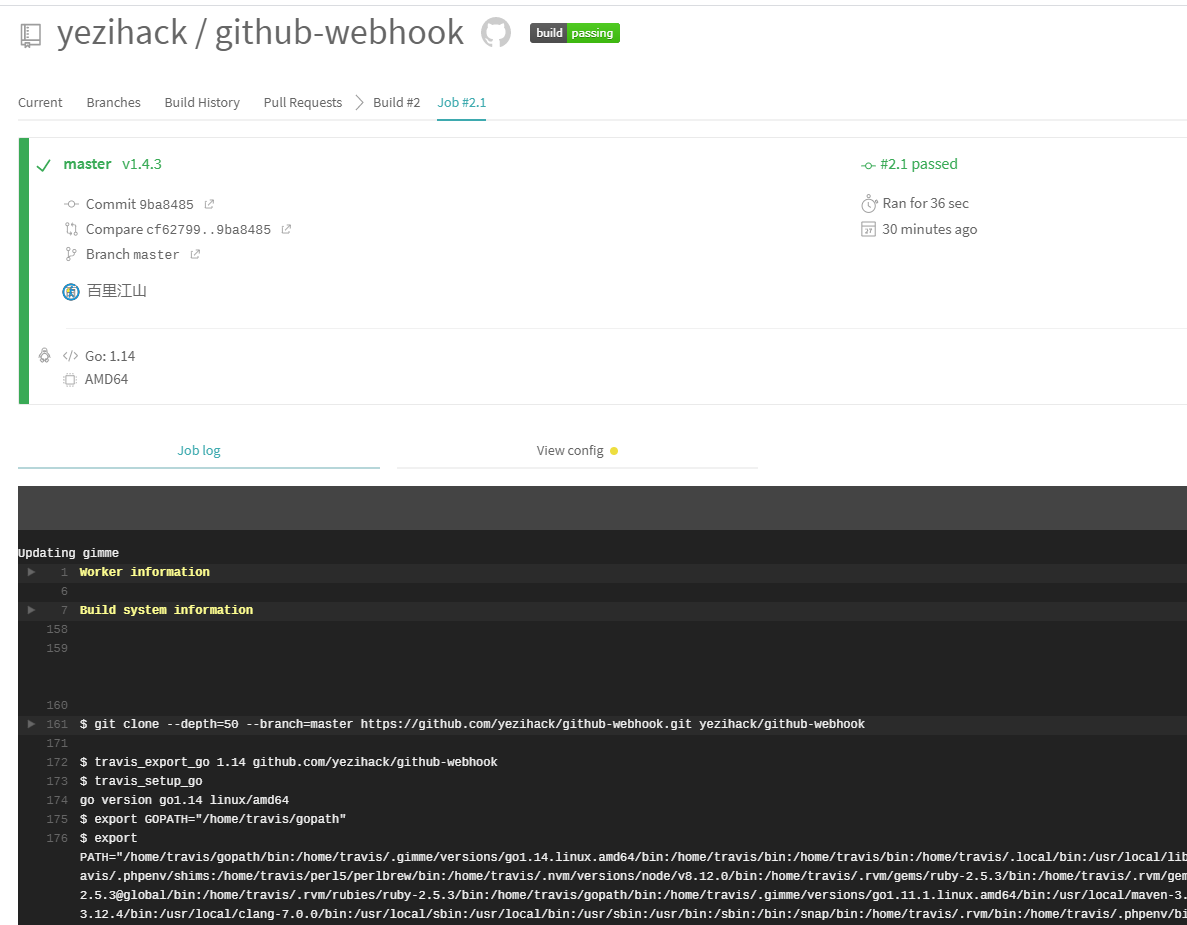 yezihack / github-webhook build passing
Current Branches Build History Pull Requests Build #2 Job #2.1
master v1.4.3
#2.1 passed
Commit 9ba8485
Ran for 36 sec
Compare cf62799..9ba8485
27 30 minutes ago
Branch master
百里江山
Go: 1.14
AMD64
Job log View config
Updating gimme
1 Worker information
6
7 Build system information
158
159
160
161 $ git clone --depth=50 --branch=master https://github.com/yezihack/github-webhook.git yezihack/github-webhook
171
172 $ travis_export_go 1.14 github.com/yezihack/github-webhook
173 $ travis_setup_go
174 go version go1.14 linux/amd64
175 $ export GOPATH="/home/travis/gopath"
176 $ export
PATH="/home/travis/gopath/bin:/home/travis/.gimme/versions/go1.14.linux.amd64/bin:/home/travis/bin:/home/travis/bin:/home/travis/.local/bin:/usr/local/lib
avis/.phpenv/shims:/home/travis/perl5/perlbrew/bin:/home/travis/.nvm/versions/node/v8.12.0/bin:/home/travis/.rvm/gems/ruby-2.5.3/bin:/home/travis/.rvm/gem
2.5.3@global/bin:/home/travis/.rvm/rubies/ruby-2.5.3/bin:/home/travis/gopath/bin:/home/travis/.gimme/versions/go1.11.1.linux.amd64/bin:/usr/local/maven-3.
3.12.4/bin:/usr/local/clang-7.0.0/bin:/usr/local/sbin:/usr/local/bin:/usr/sbin:/usr/bin:/sbin:/bin:/snap/bin:/home/travis/.rvm/bin:/home/travis/.phpenv/bi